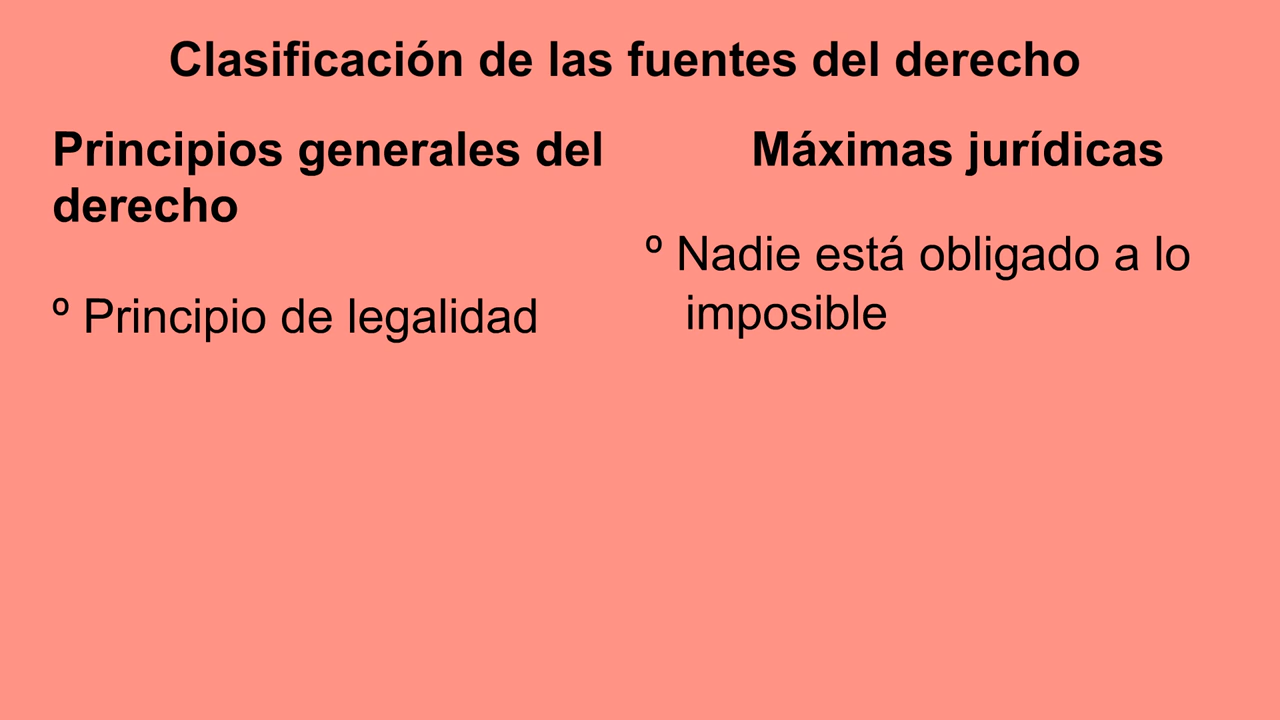 Clasificación de las fuentes del derecho
Principios generales del
derecho
º Principio de legalidad
Máximas jurídicas
º Nadie está obligado a lo
imposible